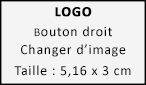 LOGO
Bouton droit
Changer d’image
Taille : 5,16 x 3 cm